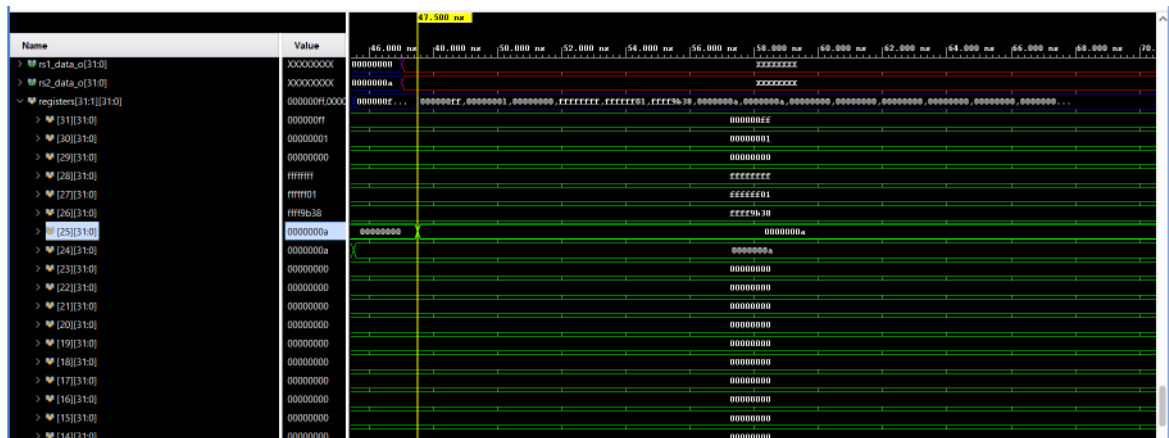 47.500 ns
Name Value 46.000 ns 48.000 ns 50.000 ns 52.000 ns 54.000 ns 56.000 ns 58.000 ns 60.000 ns 62.000 ns 64.000 ns 66.000 ns 68.000 ns 70.
rs1_data_o[31:0] XXXXXXXX 00000000 XXXXXXXX
rs2_data_o[31:0] XXXXXXXX 0000000a XXXXXXXX
registers[31:1][31:0] 000000ff,0000 000000f... 000000ff,00000001,00000000,ffffffff,ffffff01,ffff9b38,0000000a,0000000a,00000000,00000000,00000000,00000000,00000000,0000000...
[31][31:0] 000000ff 000000ff
[30][31:0] 00000001 00000001
[29][31:0] 00000000 00000000
[28][31:0] ffffffff ffffffff
[27][31:0] ffffff01 ffffff01
[26][31:0] ffff9b38 ffff9b38
[25][31:0] 0000000a 00000000 0000000a
[24][31:0] 0000000a 0000000a
[23][31:0] 00000000 00000000
[22][31:0] 00000000 00000000
[21][31:0] 00000000 00000000
[20][31:0] 00000000 00000000
[19][31:0] 00000000 00000000
[18][31:0] 00000000 00000000
[17][31:0] 00000000 00000000
[16][31:0] 00000000 00000000
[15][31:0] 00000000 00000000
[14][31:0] 00000000 00000000